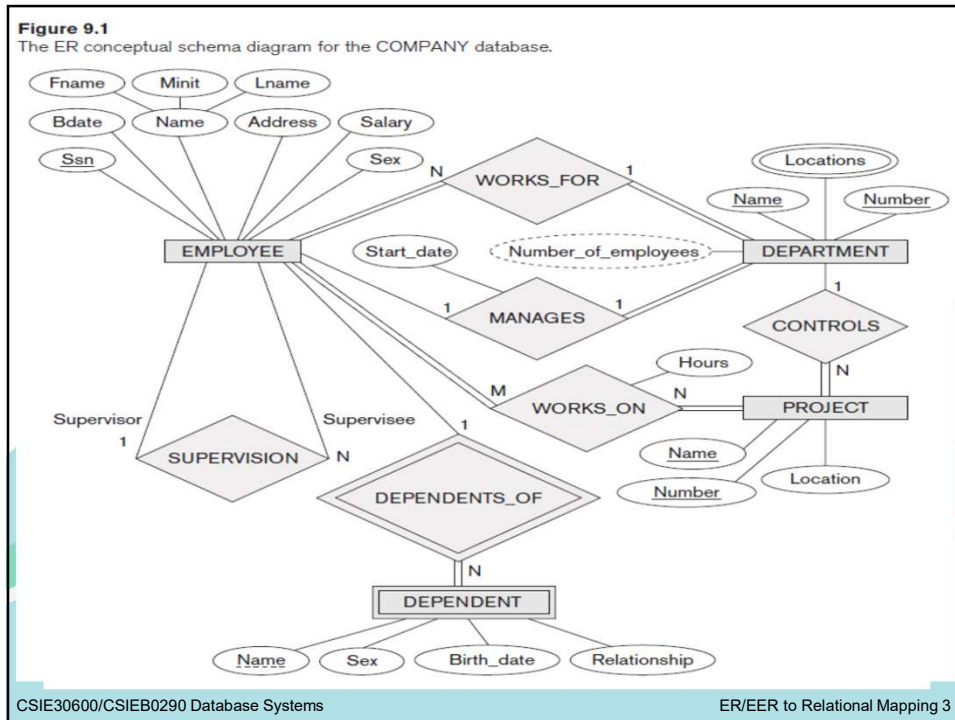 Figure 9.1
The ER conceptual schema diagram for the COMPANY database.
Fname Minit Lname
Bdate Name Address Salary
Ssn Sex
N WORKS_FOR 1
Locations
Name Number
EMPLOYEE Start_date Number_of_employees DEPARTMENT
1 MANAGES 1
1
CONTROLS
N
Hours
M WORKS_ON N PROJECT
Supervisor Supervisee
1 SUPERVISION N
Name
Number Location
1
DEPENDENTS_OF
N
DEPENDENT
Name Sex Birth_date Relationship
CSIE30600/CSIEB0290 Database Systems ER/EER to Relational Mapping 3